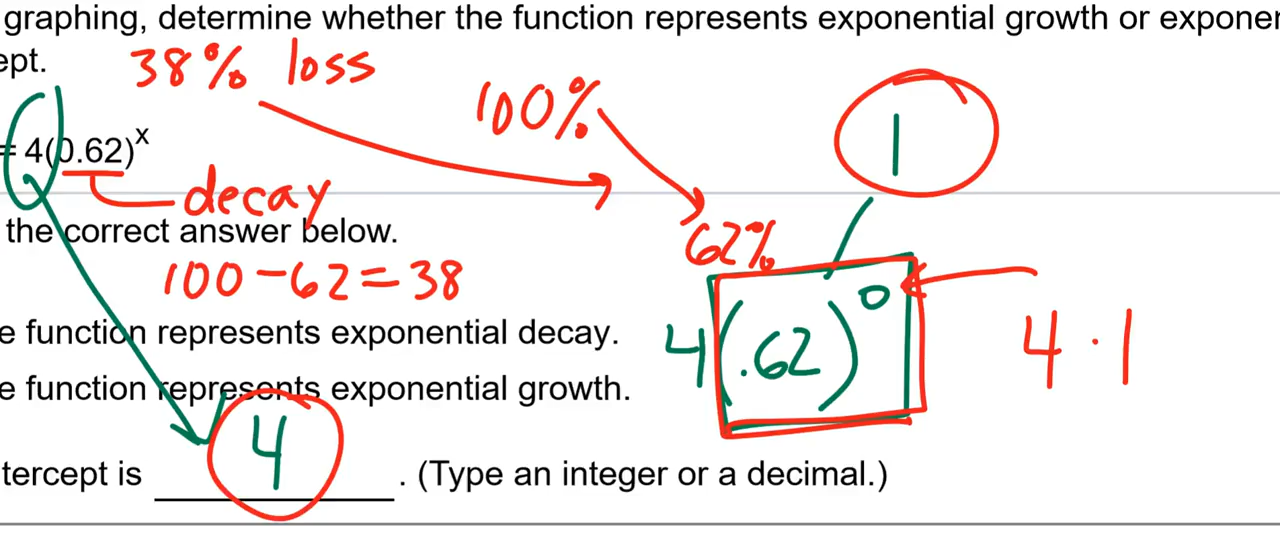 graphing, determine whether the function represents exponential growth or expone
ept.
38% loss
100%
1
= 4(0.62)^x
decay
the correct answer below.
62%
100 - 62 = 38
4(.62)^0
4 · 1
e function represents exponential decay.
e function represents exponential growth.
4
tercept is ____ . (Type an integer or a decimal.)